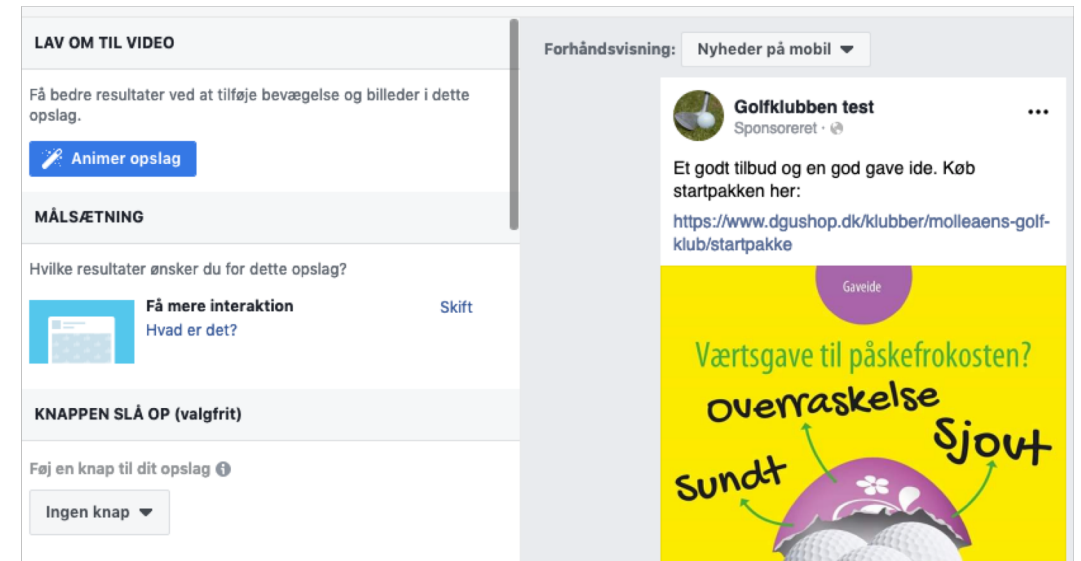 LAV OM TIL VIDEO
Få bedre resultater ved at tilføje bevægelse og billeder i dette
opslag.
Animer opslag
MÅLSÆTNING
Hvilke resultater ønsker du for dette opslag?
Få mere interaktion
Skift
Hvad er det?
KNAPPEN SLÅ OP (valgfrit)
Føj en knap til dit opslag
Ingen knap
Forhåndsvisning: Nyheder på mobil
Golfklubben test
Sponsoreret ·
Et godt tilbud og en god gave ide. Køb
startpakken her:
https://www.dgushop.dk/klubber/molleaens-golf-
klub/startpakke
Gaveide
Værtsgave til påskefrokosten?
overraskelse
Sjovt
Sundt